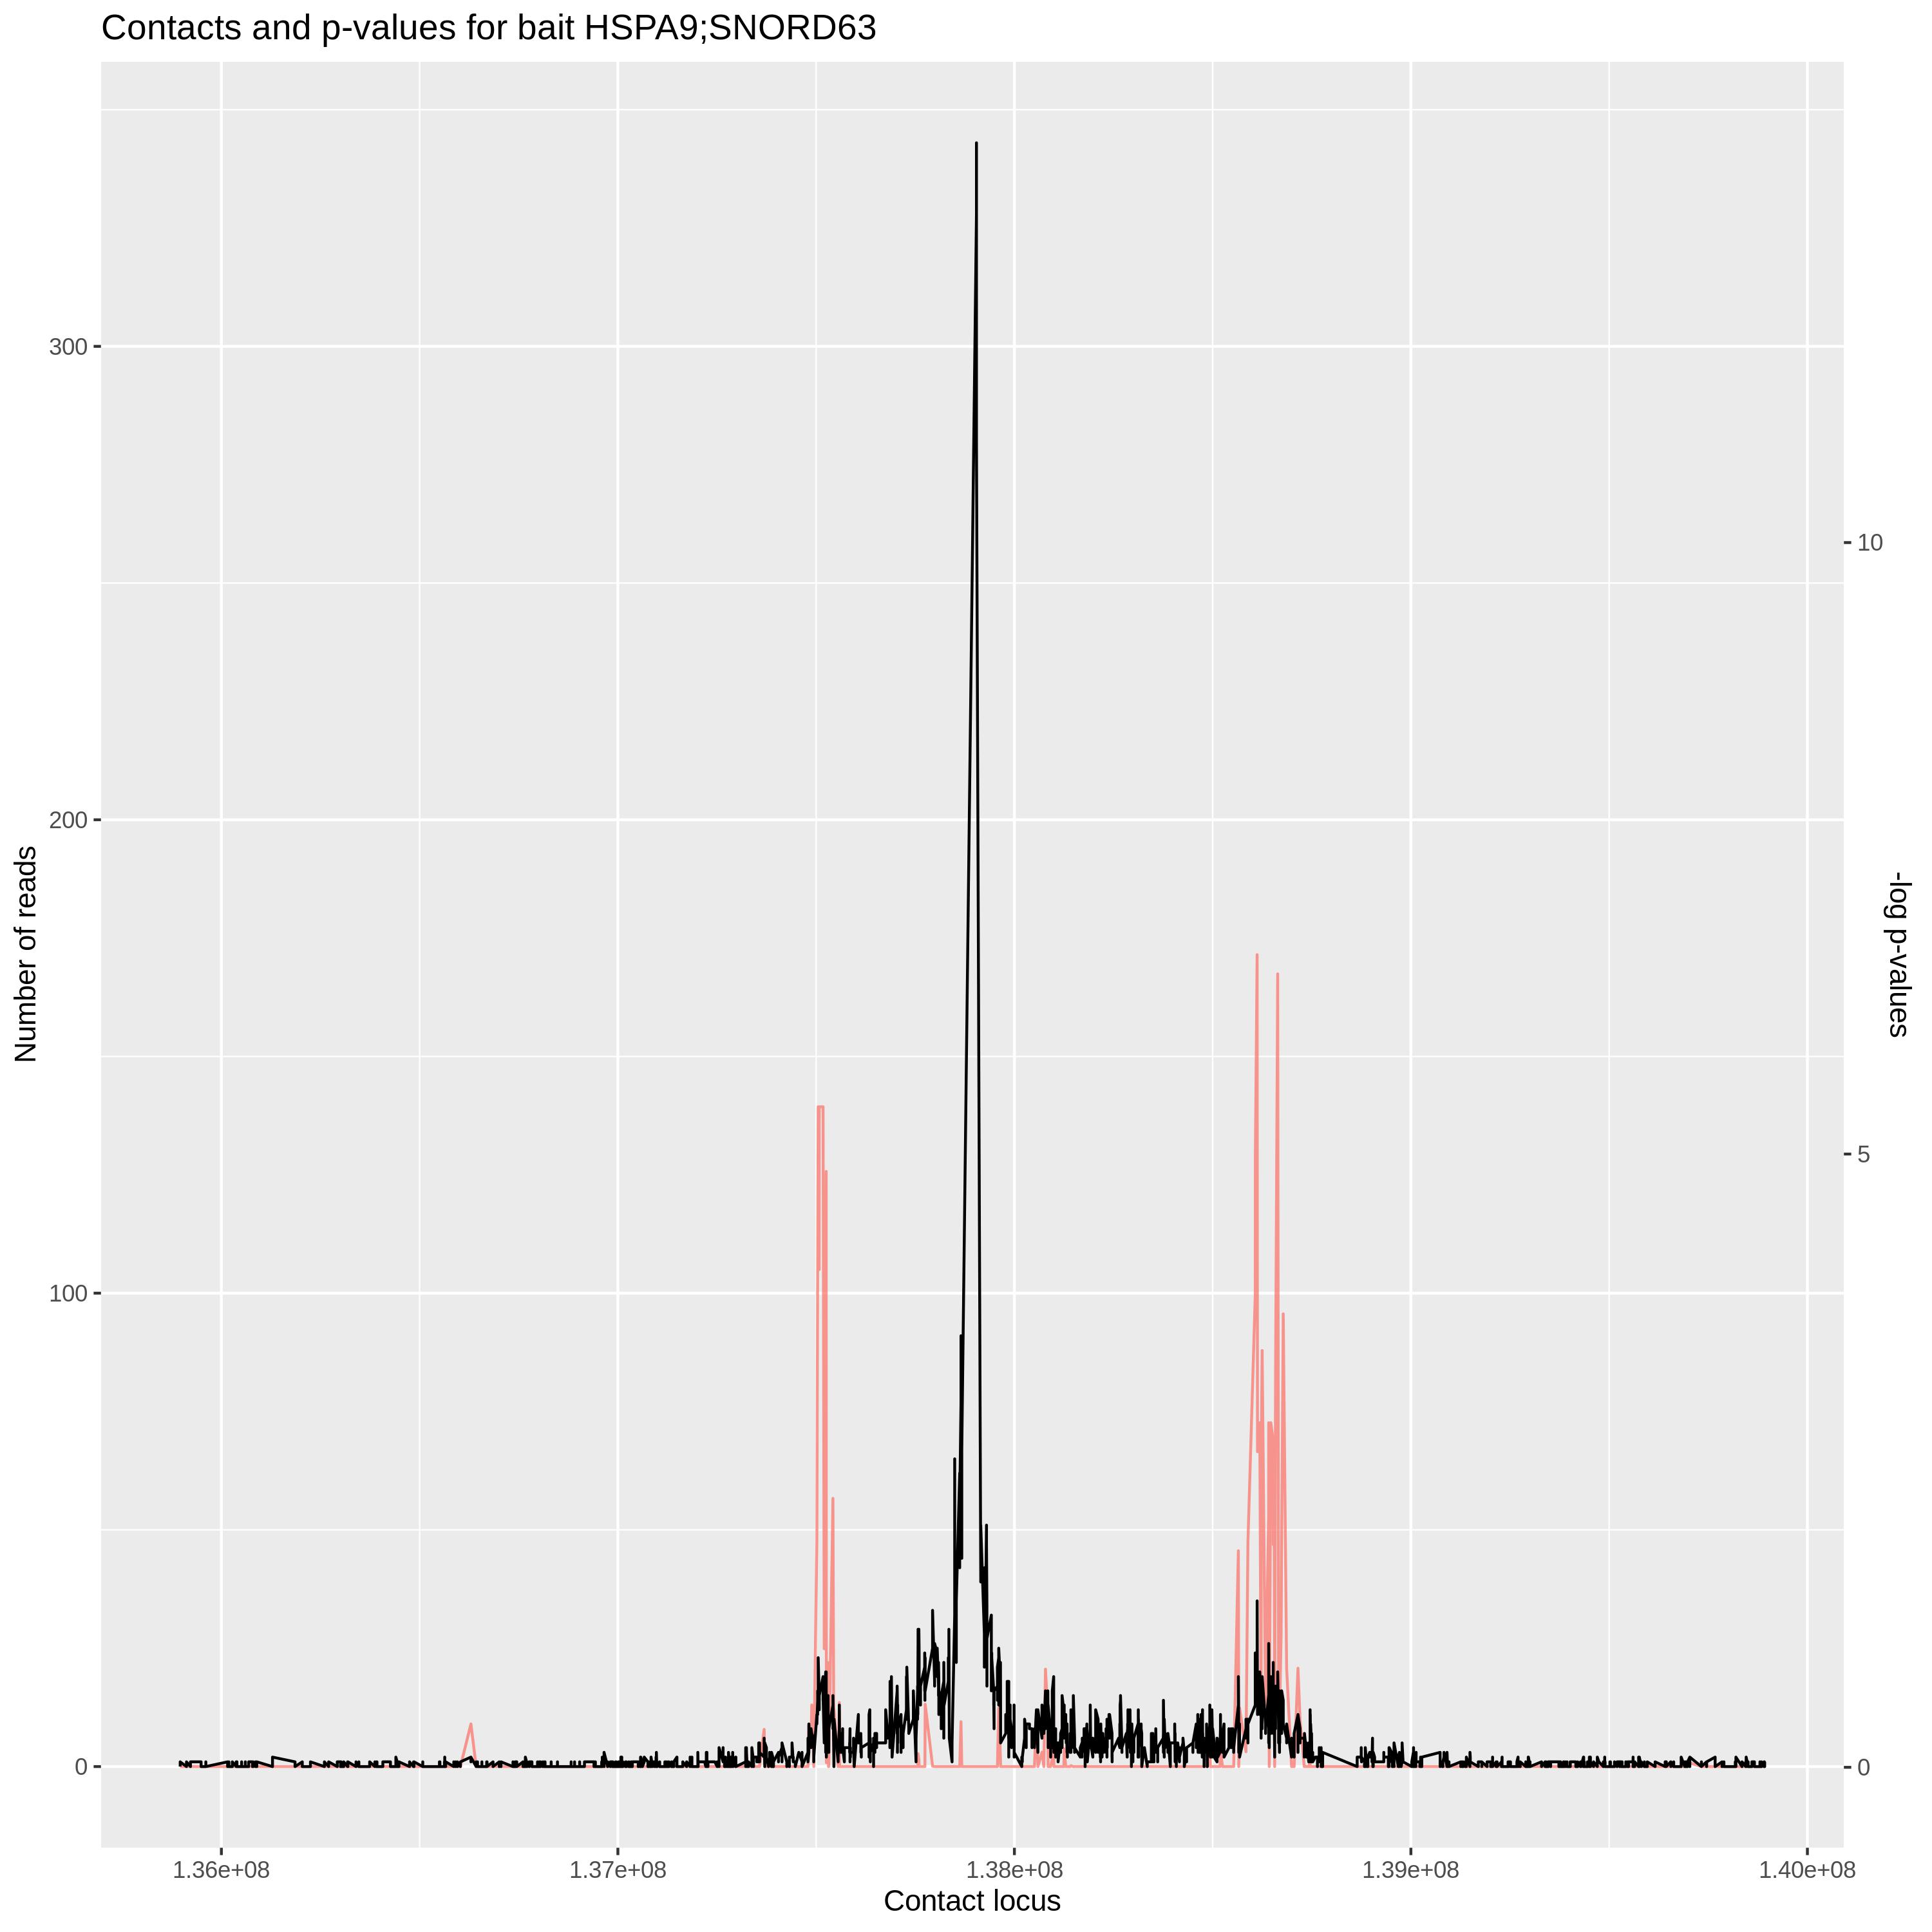 Contacts and p-values for bait HSPA9;SNORD63
300
200
100
0
Number of reads
10
5
0
-log p-values
1.36e+08
1.37e+08
1.38e+08
1.39e+08
1.40e+08
Contact locus